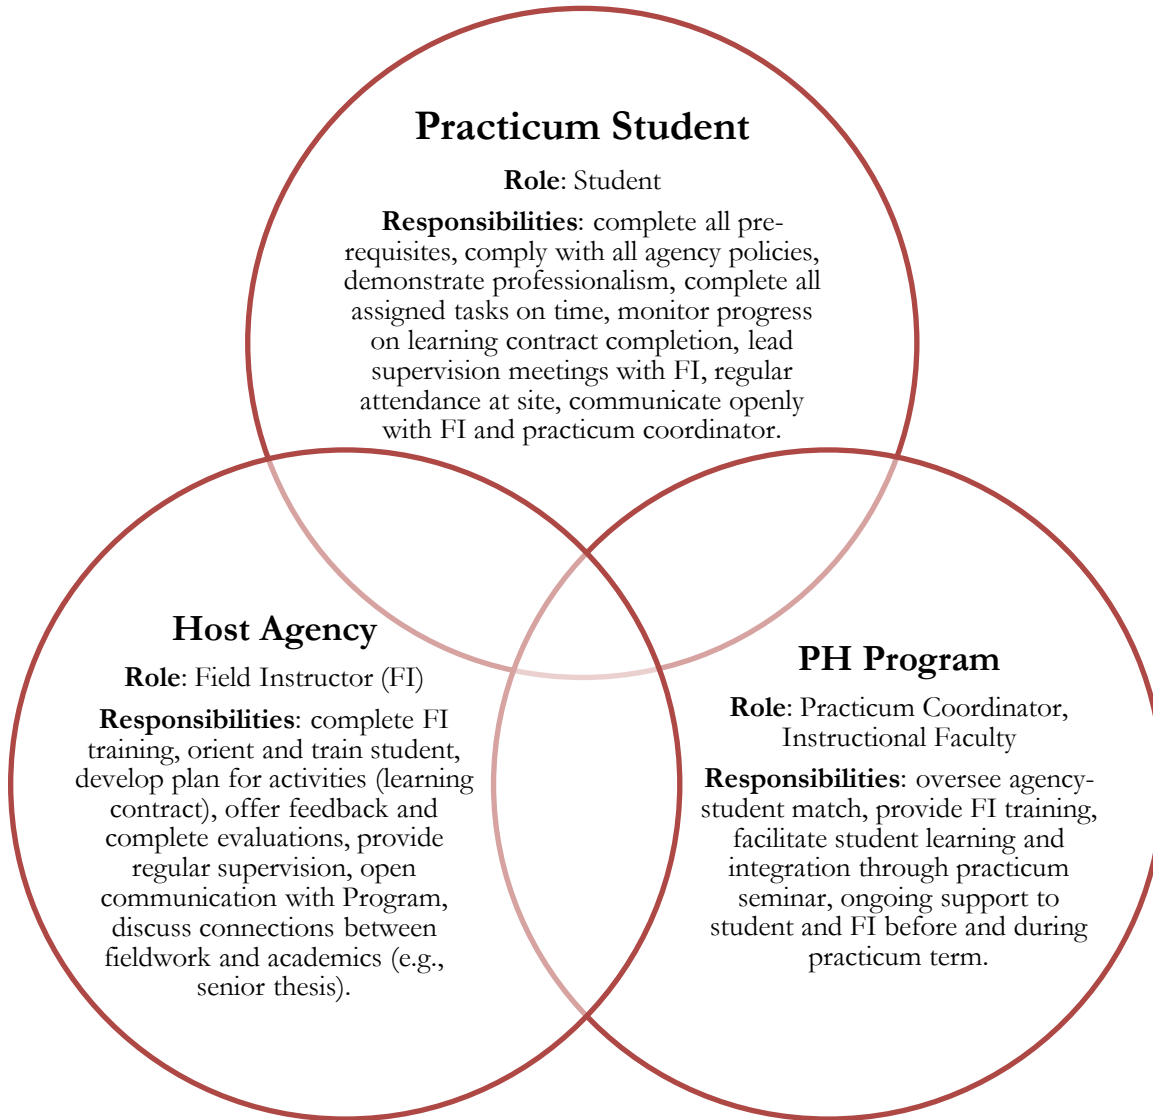 Practicum Student
Role: Student
Responsibilities: complete all pre-
requisites, comply with all agency policies,
demonstrate professionalism, complete all
assigned tasks on time, monitor progress
on learning contract completion, lead
supervision meetings with FI, regular
attendance at site, communicate openly
with FI and practicum coordinator.
Host Agency
Role: Field Instructor (FI)
Responsibilities: complete FI
training, orient and train student,
develop plan for activities (learning
contract), offer feedback and
complete evaluations, provide
regular supervision, open
communication with Program,
discuss connections between
fieldwork and academics (e.g.,
senior thesis).
PH Program
Role: Practicum Coordinator,
Instructional Faculty
Responsibilities: oversee agency-
student match, provide FI training,
facilitate student learning and
integration through practicum
seminar, ongoing support to
student and FI before and during
practicum term.